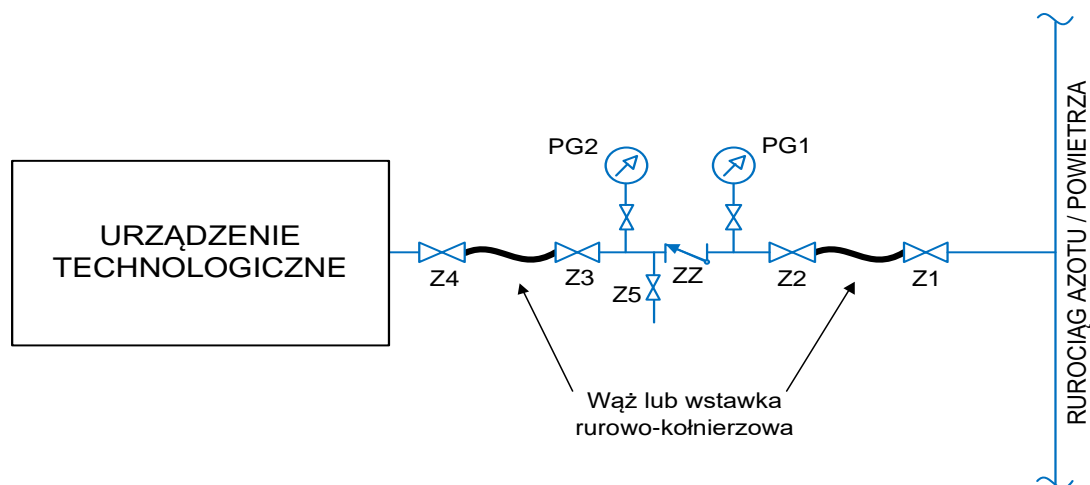 PG2
PG1
URZĄDZENIE
TECHNOLOGICZNE
Z4
Z3
Z5
ZZ
Z2
Z1
Wąż lub wstawka
rurowo-kołnierzowa
RUROCIĄG AZOTU / POWIETRZA